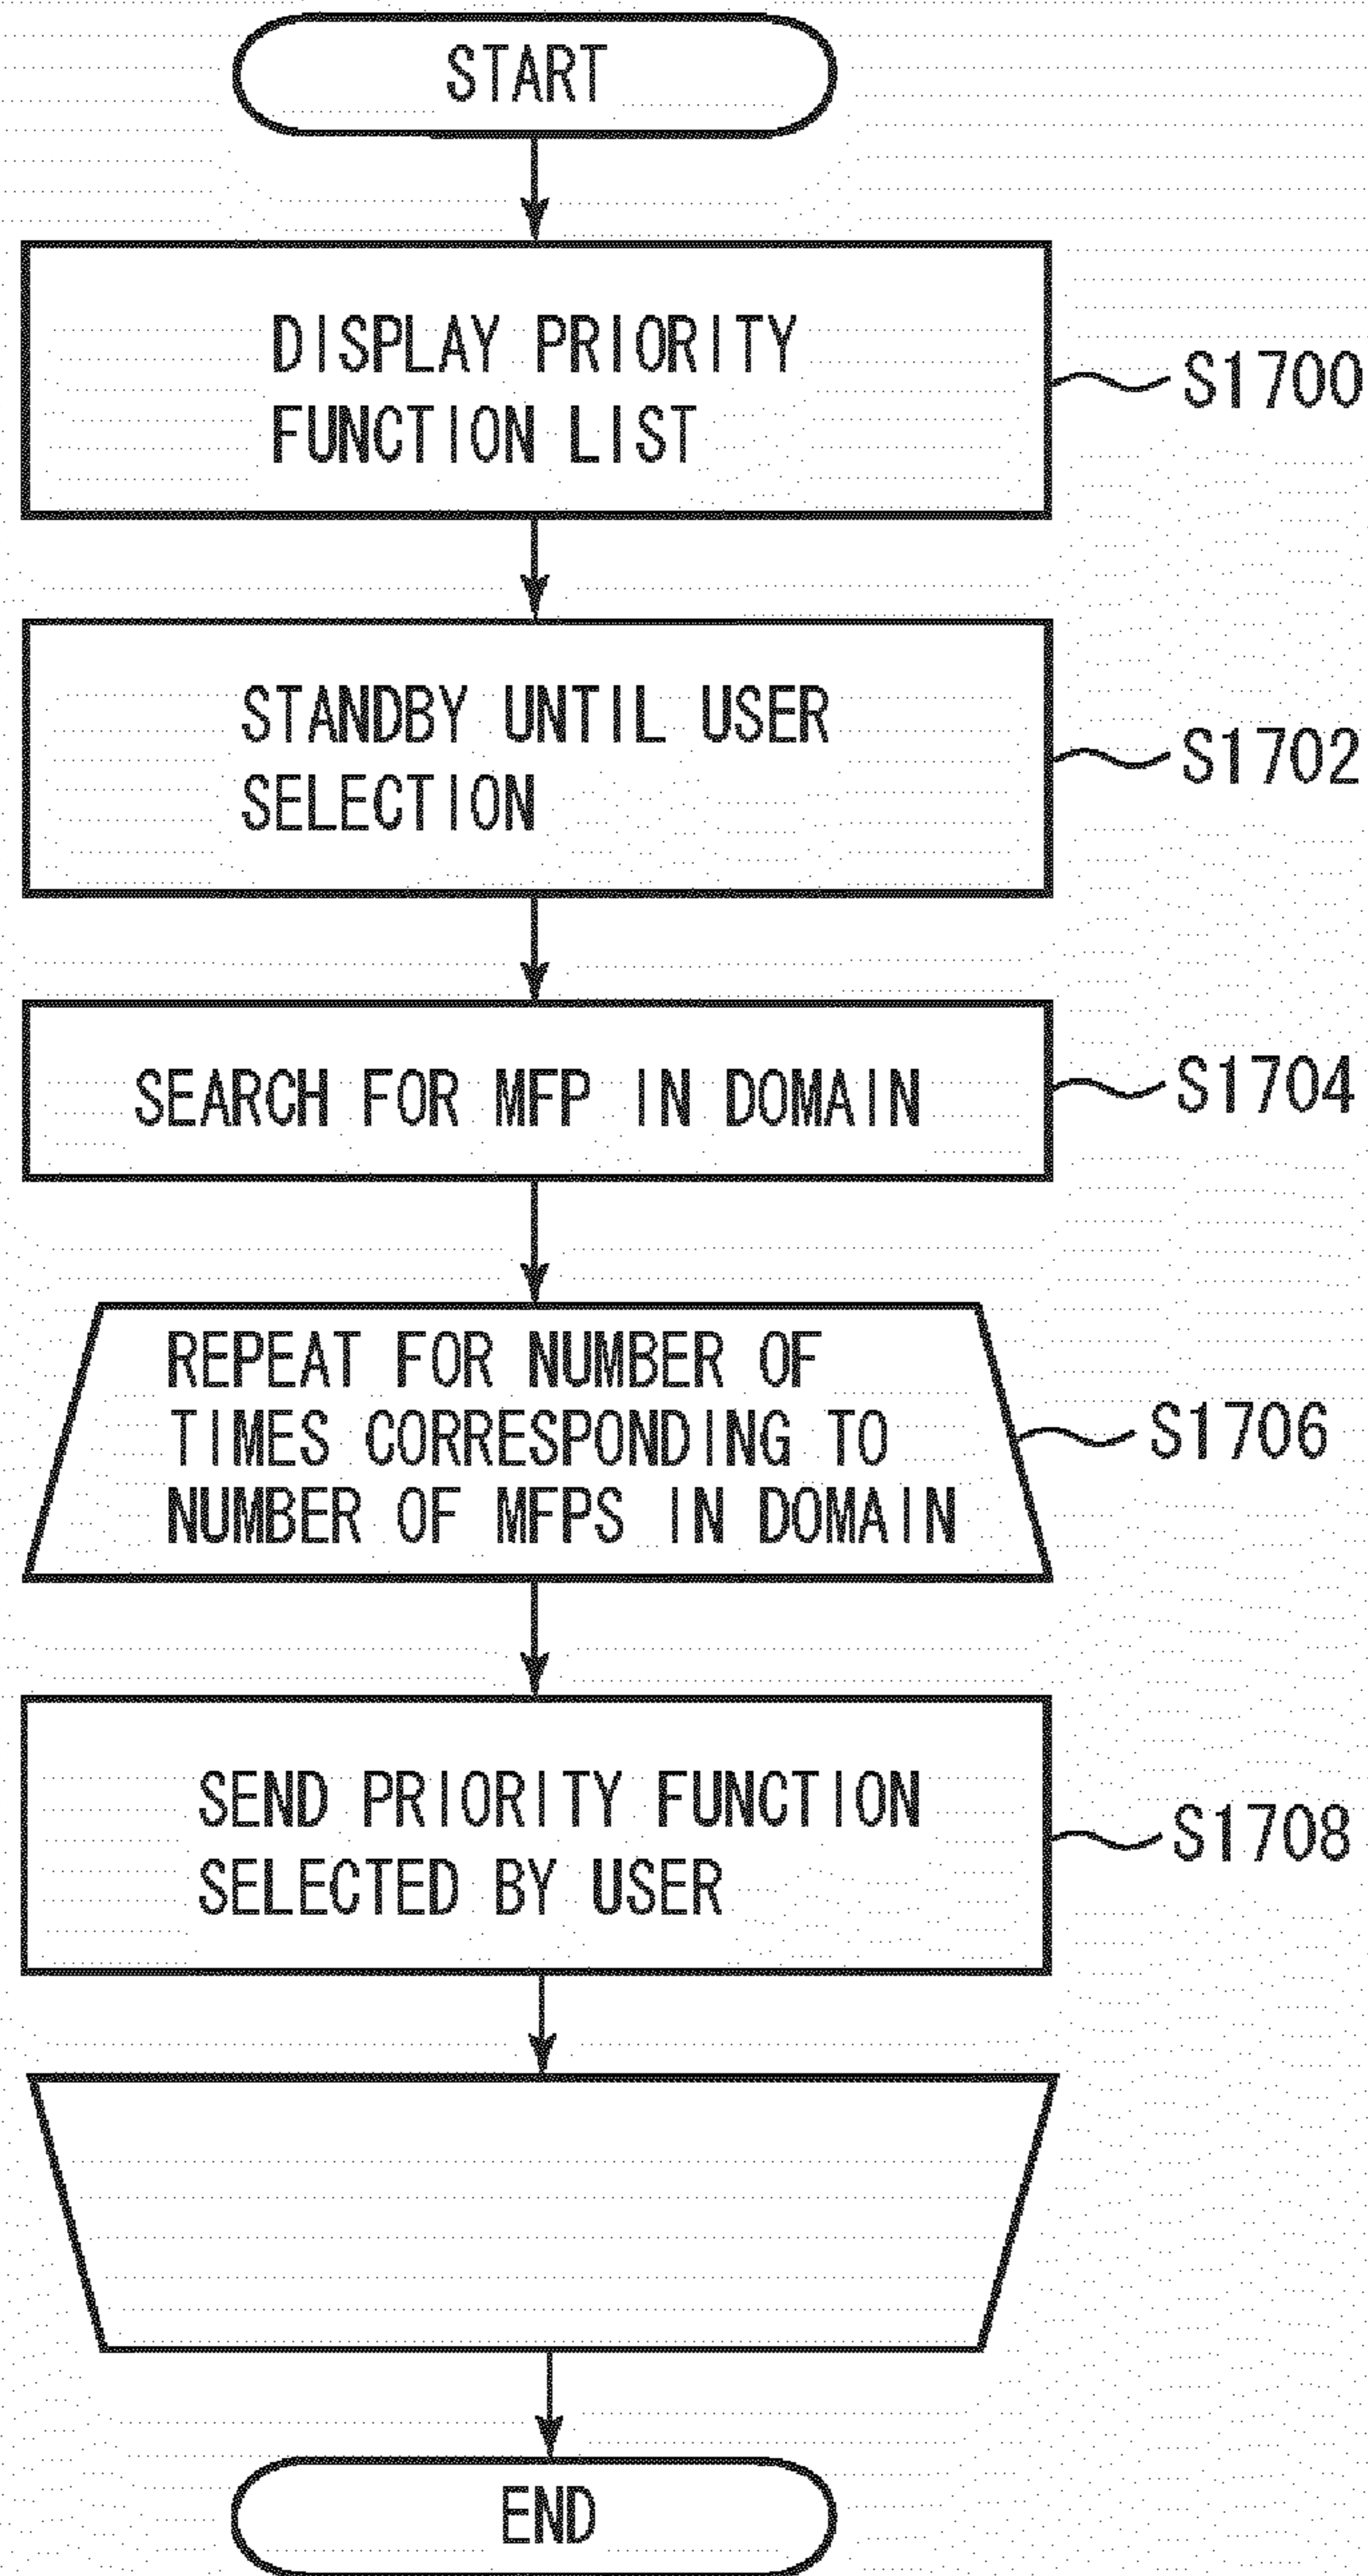 START
DISPLAY PRIORITY
FUNCTION LIST
S1700
STANDBY UNTIL USER
SELECTION
S1702
SEARCH FOR MFP IN DOMAIN
S1704
REPEAT FOR NUMBER OF
TIMES CORRESPONDING TO
NUMBER OF MFPS IN DOMAIN
S1706
SEND PRIORITY FUNCTION
SELECTED BY USER
S1708
END